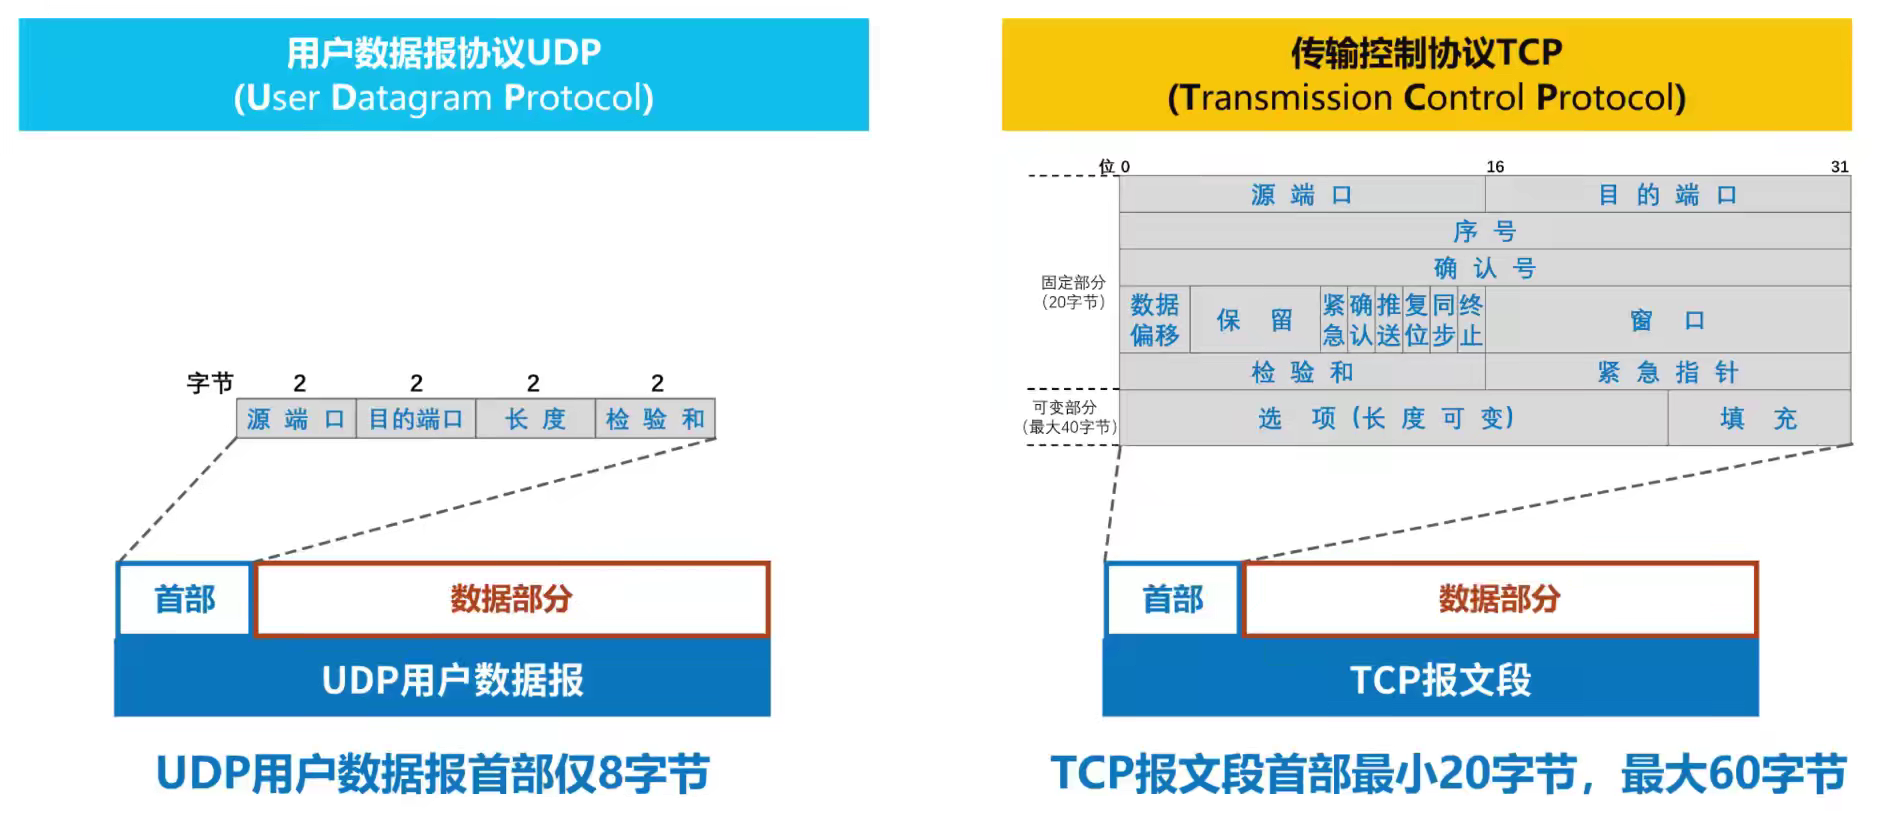 用户数据报协议UDP
(User Datagram Protocol)
字节 2 2 2 2
源端口 目的端口 长度 检验和
首部 数据部分
UDP用户数据报
UDP用户数据报首部仅8字节
传输控制协议TCP
(Transmission Control Protocol)
位 0 16 31
源端口 目的端口
序号
确认号
固定部分
(20字节)
数据偏移 保留 紧急 确认 推送 复位 同步 终止 窗口
检验和 紧急指针
可变部分
(最大40字节)
选项(长度可变) 填充
首部 数据部分
TCP报文段
TCP报文段首部最小20字节，最大60字节